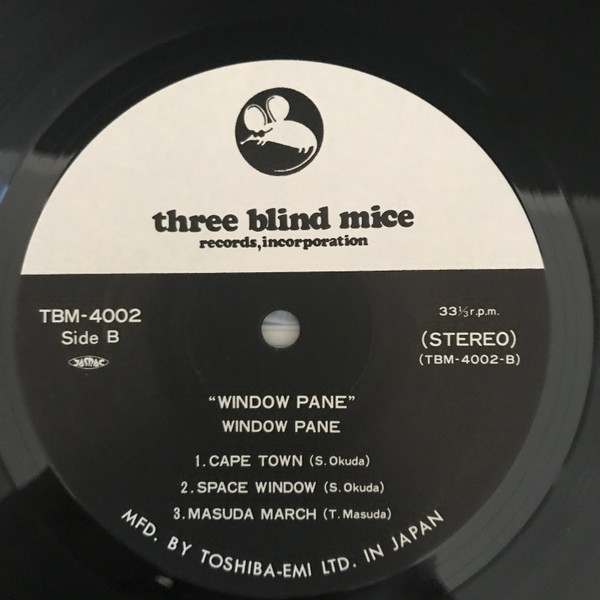 three blind mice
records, incorporation
TBM-4002
Side B
33⅓ r.p.m.
(STEREO)
(TBM-4002-B)
"WINDOW PANE"
WINDOW PANE
1. CAPE TOWN (S. Okuda)
2. SPACE WINDOW (S. Okuda)
3. MASUDA MARCH (T. Masuda)
MFD. BY TOSHIBA-EMI LTD. IN JAPAN